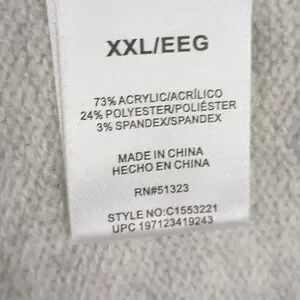 XXL/EEG
73% ACRYLIC/ACRÍLICO
24% POLYESTER/POLIÉSTER
3% SPANDEX/SPANDEX
MADE IN CHINA
HECHO EN CHINA
RN#51323
STYLE NO:C1553221
UPC 197123419243